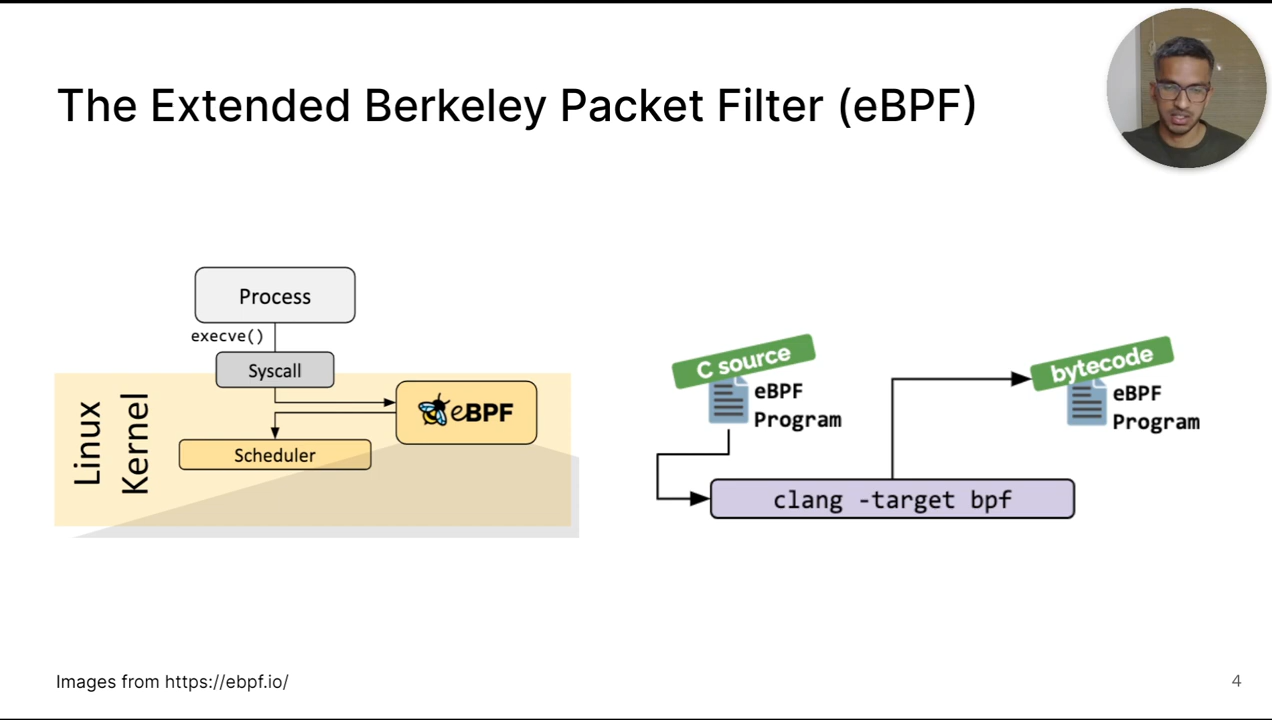 The Extended Berkeley Packet Filter (eBPF)
Process
execve()
Syscall
Linux
Kernel
eBPF
Scheduler
C source
eBPF
Program
bytecode
eBPF
Program
clang -target bpf
Images from https://ebpf.io/
4